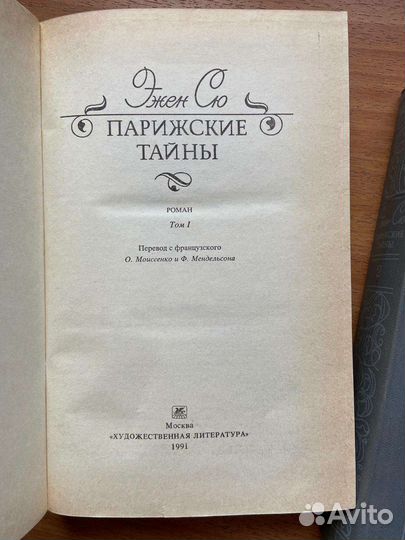 Эжен Сю
ПАРИЖСКИЕ
ТАЙНЫ
РОМАН
Том I
Перевод с французского
О. Моисеенко и Ф. Мендельсона
Москва
«ХУДОЖЕСТВЕННАЯ ЛИТЕРАТУРА»
1991
Avito